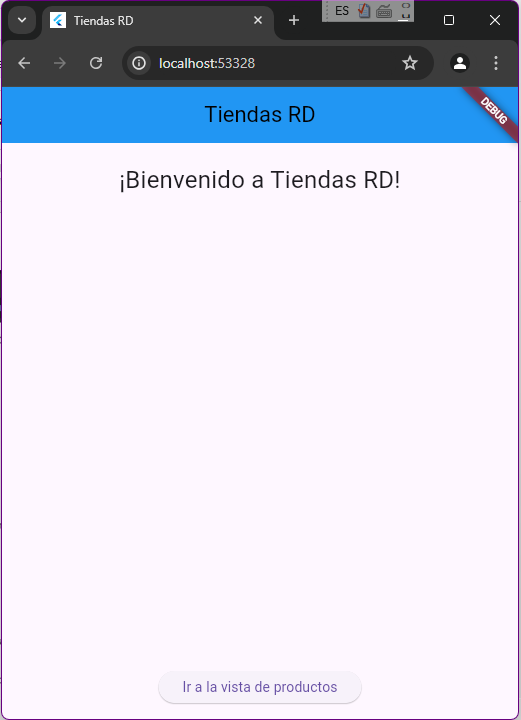 Tiendas RD
ES
localhost:53328
Tiendas RD
DEBUG
¡Bienvenido a Tiendas RD!
Ir a la vista de productos